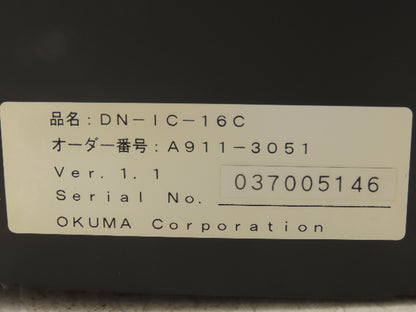 品名：DN－IC－16C
オーダー番号：A911－3051
Ver. 1. 1
Serial No. 037005146
OKUMA Corporation